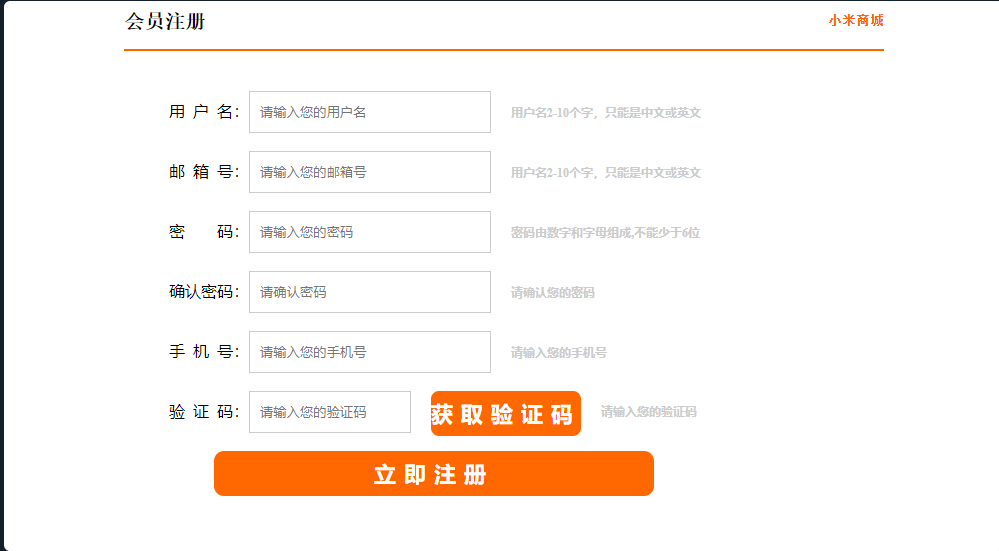 会员注册 小米商城
用 户 名： 请输入您的用户名 用户名2-10个字，只能是中文或英文
邮 箱 号： 请输入您的邮箱号 用户名2-10个字，只能是中文或英文
密 码： 请输入您的密码 密码由数字和字母组成,不能少于6位
确认密码： 请确认密码 请确认您的密码
手 机 号： 请输入您的手机号 请输入您的手机号
验 证 码： 请输入您的验证码 获取验证码 请输入您的验证码
立即注册